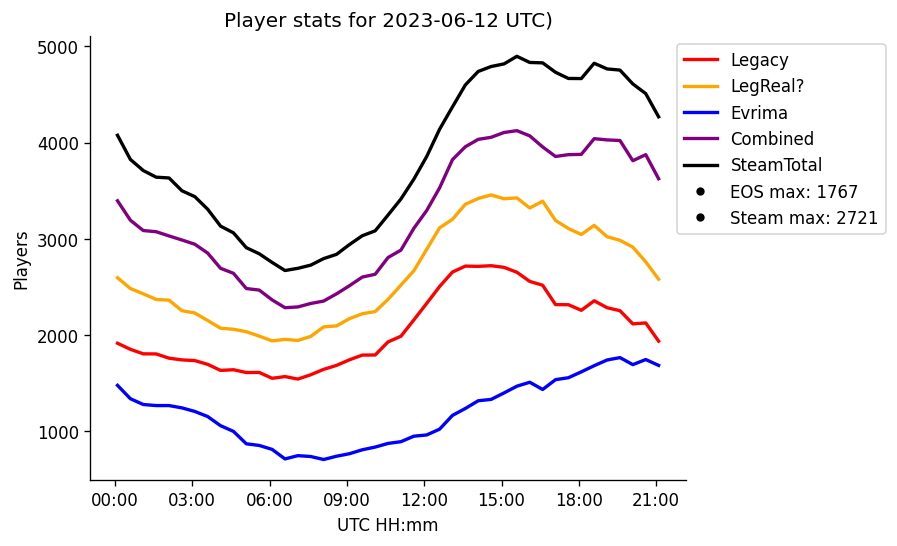 Player stats for 2023-06-12 UTC)
5000
4000
3000
2000
1000
Players
00:00 03:00 06:00 09:00 12:00 15:00 18:00 21:00
UTC HH:mm
Legacy
LegReal?
Evrima
Combined
SteamTotal
EOS max: 1767
Steam max: 2721